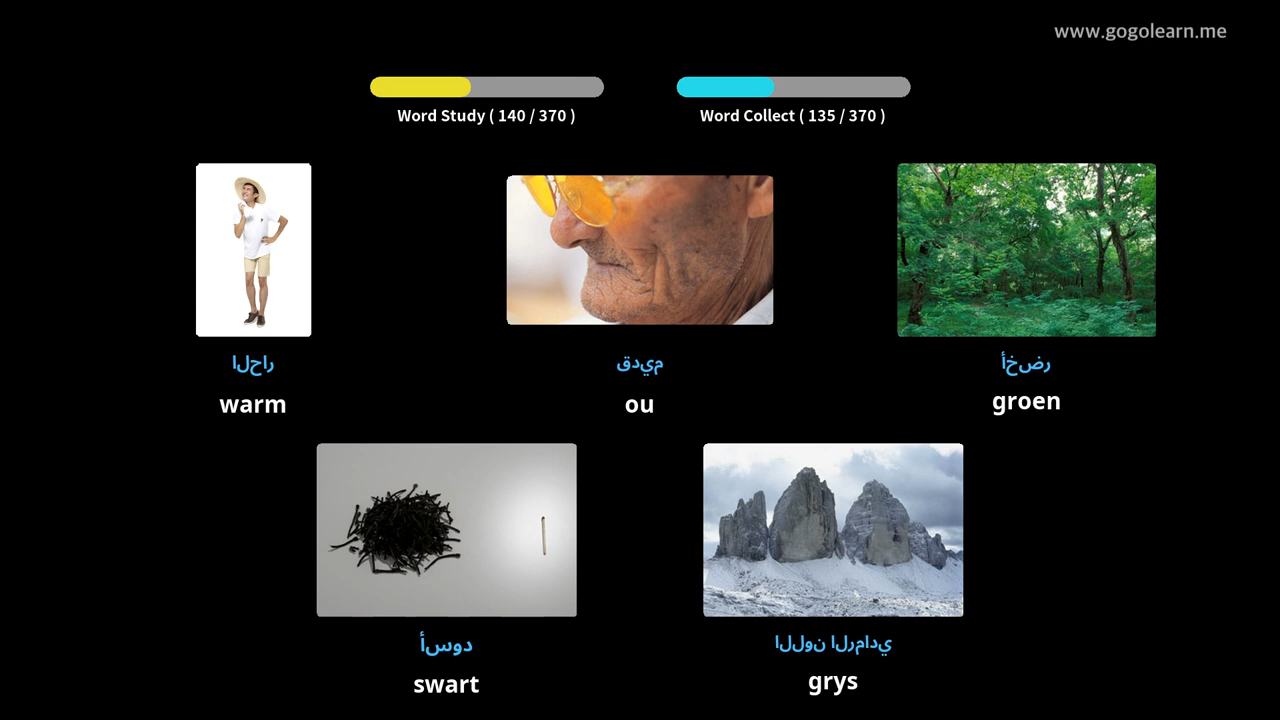 www.gogolearn.me
Word Study ( 140 / 370 )
Word Collect ( 135 / 370 )
الحار
قديم
أخضر
warm
ou
groen
أسود
اللون الرمادي
swart
grys